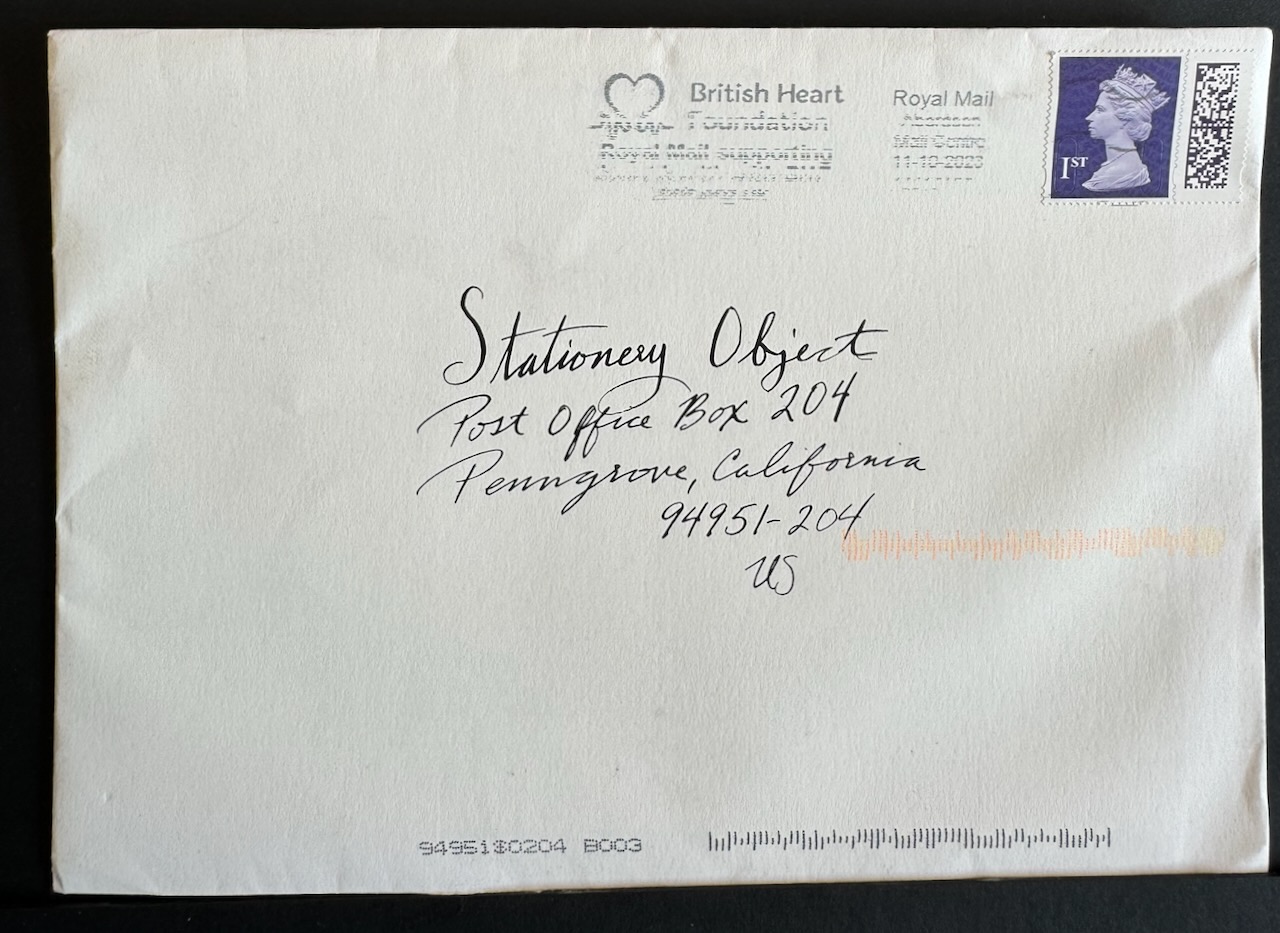 British Heart
Foundation
Royal Mail supporting
Royal Mail
Aberdeen
Mail Centre
11-10-2023
1ST
Stationery Object
Post Office Box 204
Penngrove, California
94951-204
US
94951$0204 B003